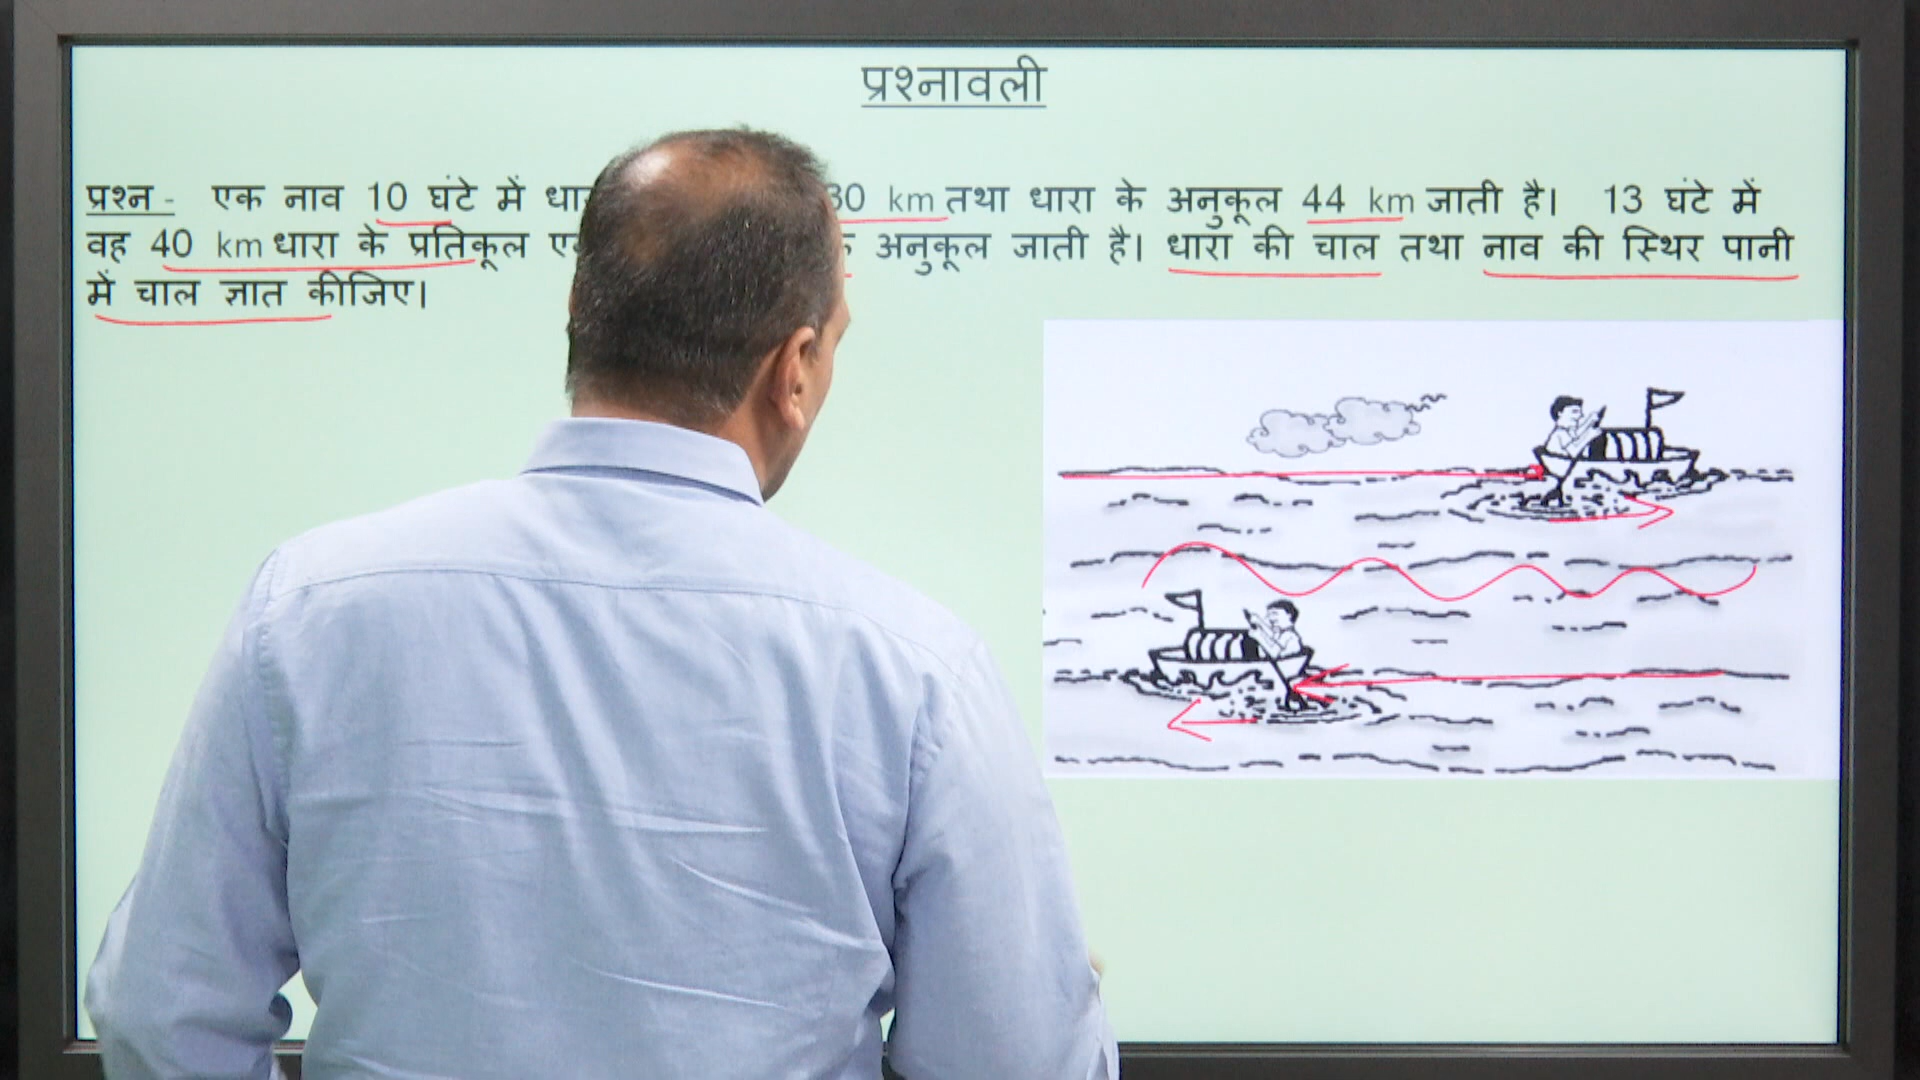 प्रश्नावली
प्रश्न - एक नाव 10 घंटे में 30 km तथा धारा के अनुकूल 44 km जाती है। 13 घंटे में
वह 40 km धारा के प्रतिकूल अनुकूल जाती है। धारा की चाल तथा नाव की स्थिर पानी
में चाल ज्ञात कीजिए।